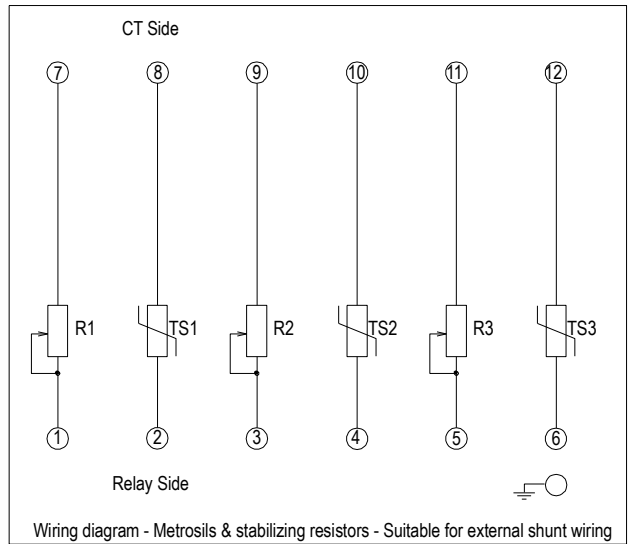 CT Side
7 8 9 10 11 12
R1 TS1 R2 TS2 R3 TS3
1 2 3 4 5 6
Relay Side
Wiring diagram - Metrosils & stabilizing resistors - Suitable for external shunt wiring